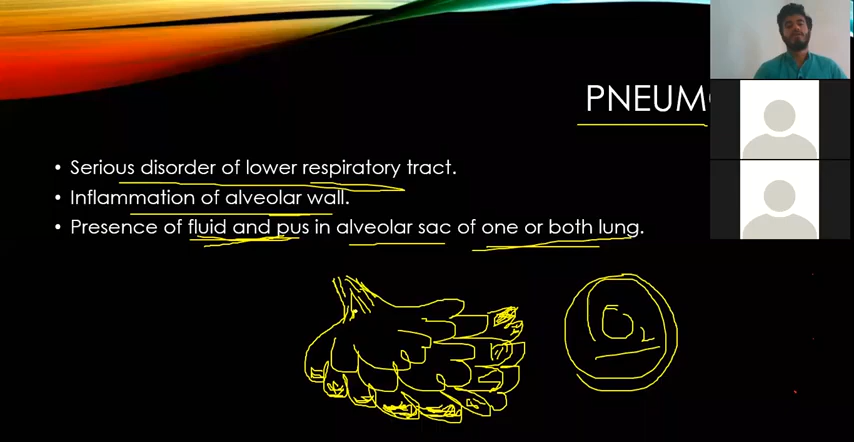 PNEUM
• Serious disorder of lower respiratory tract.
• Inflammation of alveolar wall.
• Presence of fluid and pus in alveolar sac of one or both lung.
O2